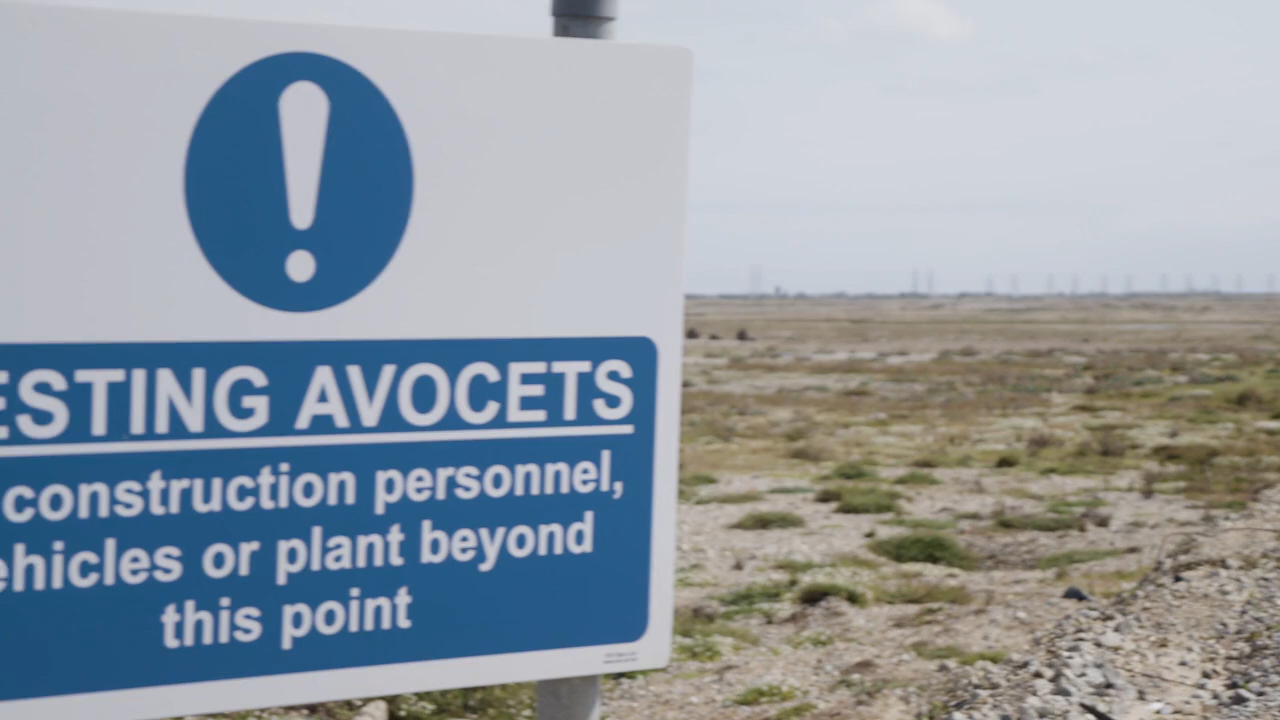 ESTING AVOCETS
construction personnel,
ehicles or plant beyond
this point